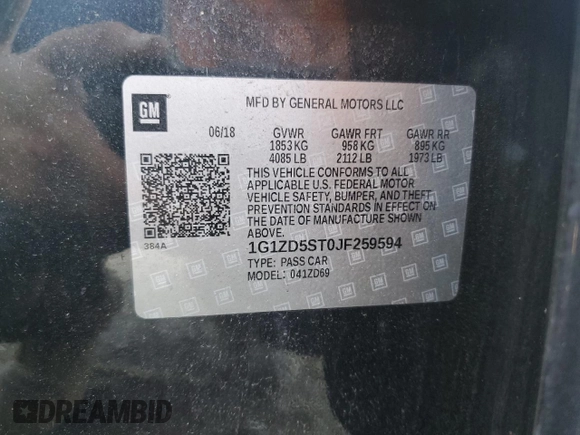 GM
MFD BY GENERAL MOTORS LLC
06/18 GVWR GAWR FRT GAWR RR
1853 KG 958 KG 895 KG
4085 LB 2112 LB 1973 LB
THIS VEHICLE CONFORMS TO ALL
APPLICABLE U.S. FEDERAL MOTOR
VEHICLE SAFETY, BUMPER, AND THEFT
PREVENTION STANDARDS IN EFFECT ON
THE DATE OF MANUFACTURE SHOWN
ABOVE.
384A
1G1ZD5ST0JF259594
TYPE: PASS CAR
MODEL: 041ZD69
DREAMBID